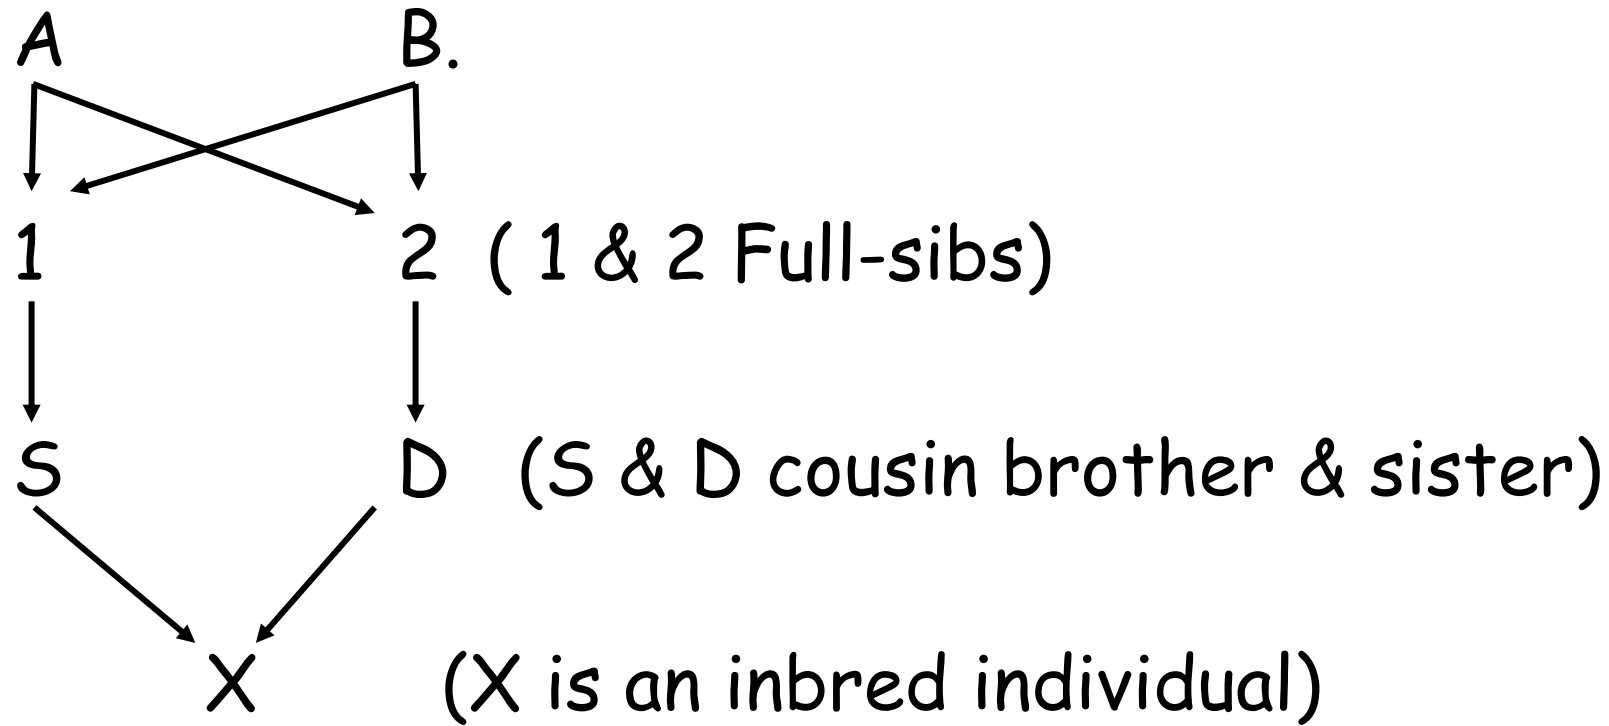 A B.
1 2 ( 1 & 2 Full-sibs)
S D (S & D cousin brother & sister)
X (X is an inbred individual)